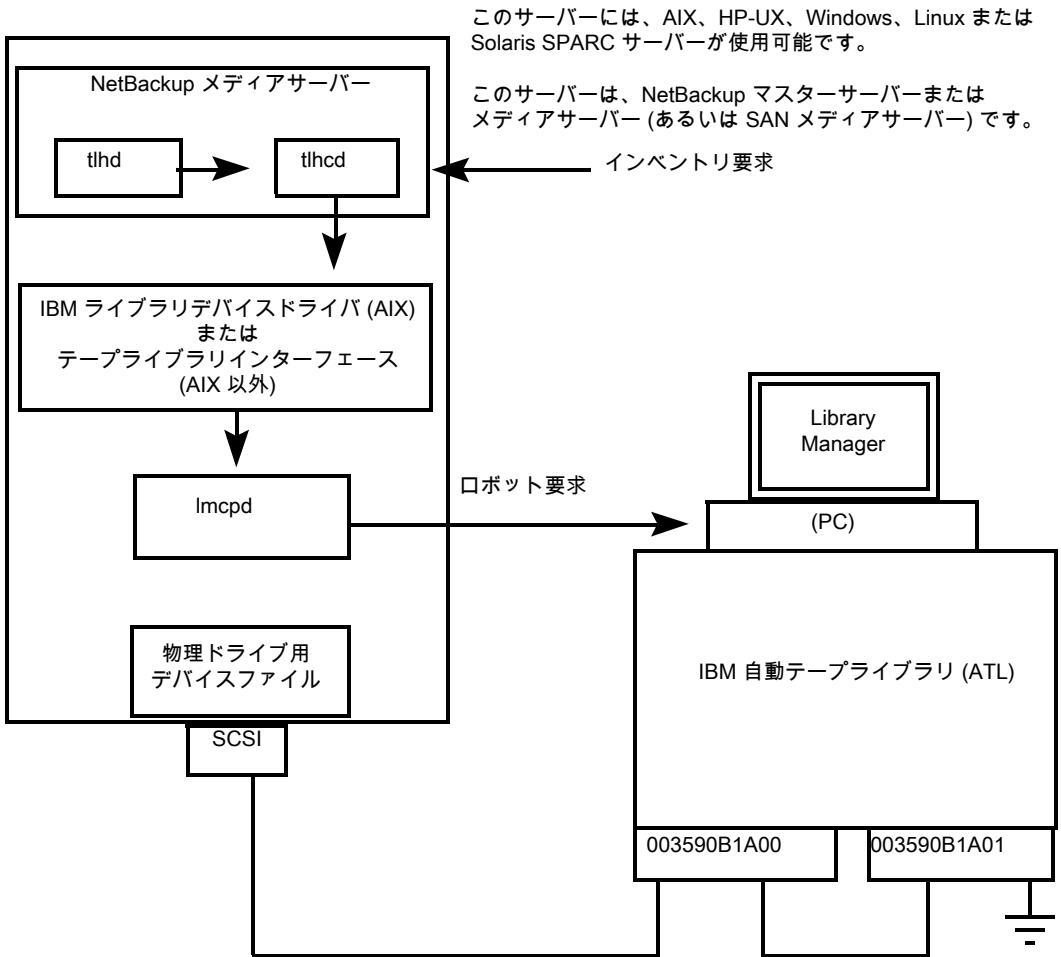 このサーバーには、AIX、HP-UX、Windows、Linux または
Solaris SPARC サーバーが使用可能です。
このサーバーは、NetBackup マスターサーバーまたは
メディアサーバー (あるいは SAN メディアサーバー) です。
NetBackup メディアサーバー
tlhd
tlhcd
インベントリ要求
IBM ライブラリデバイスドライバ (AIX)
または
テープライブラリインターフェース
(AIX 以外)
lmcpd
ロボット要求
Library
Manager
(PC)
IBM 自動テープライブラリ (ATL)
物理ドライブ用
デバイスファイル
SCSI
003590B1A00
003590B1A01